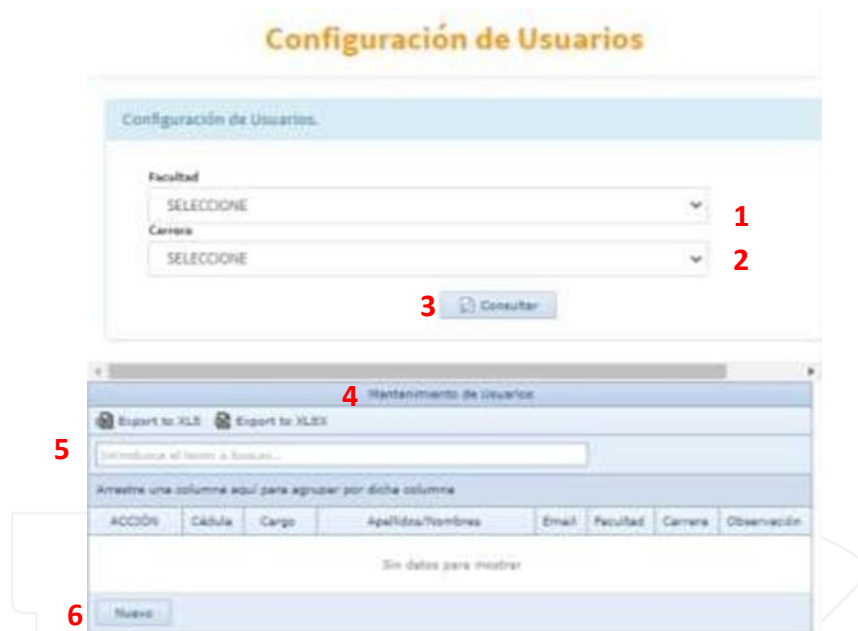 Configuración de Usuarios
Configuración de Usuarios.
Facultad
SELECCIONE
1
Carrera
SELECCIONE
2
3 Consultar
4 Mantenimiento de Usuarios
Export to XLS Export to XLSX
5 Introduzca el texto a buscar...
Arrastre una columna aquí para agrupar por dicha columna
ACCIÓN Cédula Cargo Apellidos/Nombres Email Facultad Carrera Observación
Sin datos para mostrar
6 Nuevo